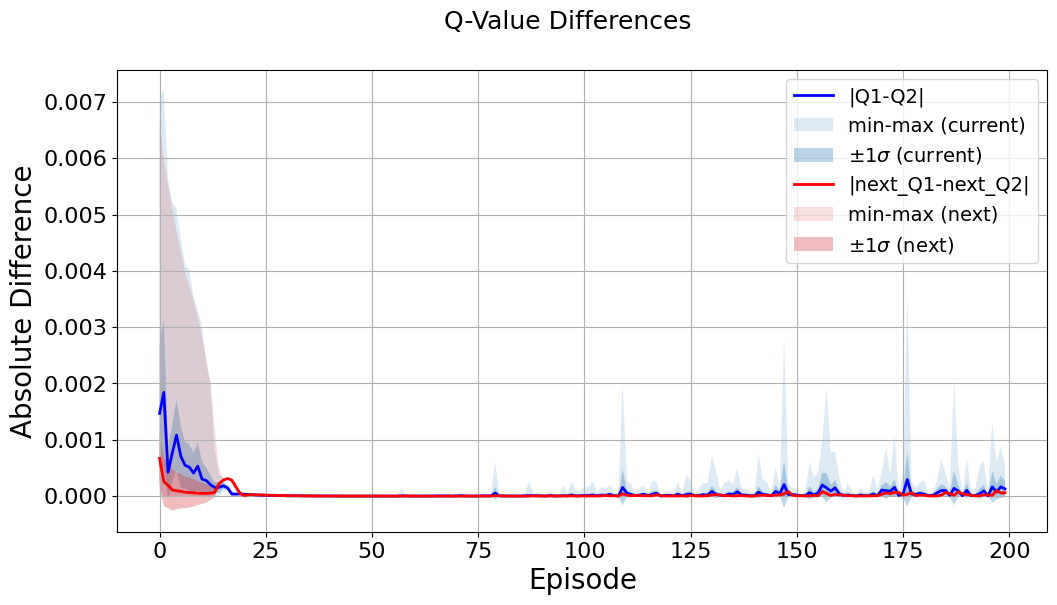 Q-Value Differences
Absolute Difference
0.007
0.006
0.005
0.004
0.003
0.002
0.001
0.000
|Q1-Q2|
min-max (current)
±1σ (current)
|next_Q1-next_Q2|
min-max (next)
±1σ (next)
0 25 50 75 100 125 150 175 200
Episode